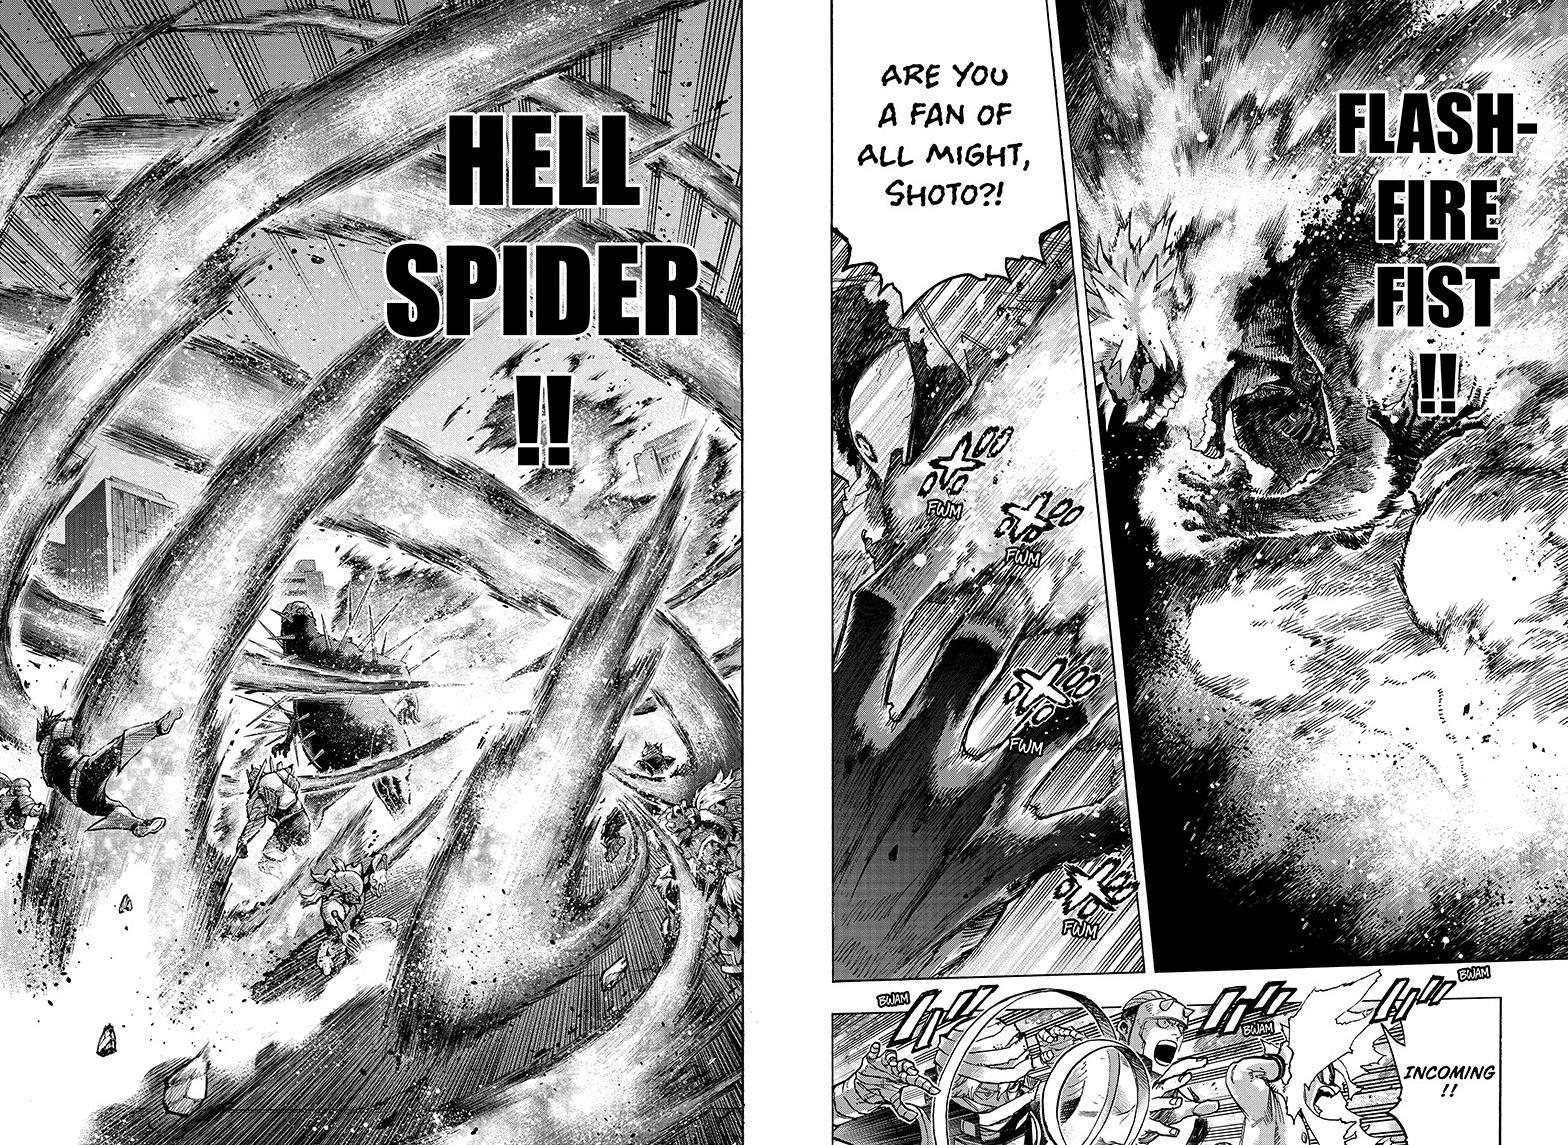 FLASH-
FIRE
FIST
!!
ARE YOU
A FAN OF
ALL MIGHT,
SHOTO?!
FWM
FWM
FWM
FWM
BWAM
BWAM
BWAM
INCOMING
!!
HELL
SPIDER
!!